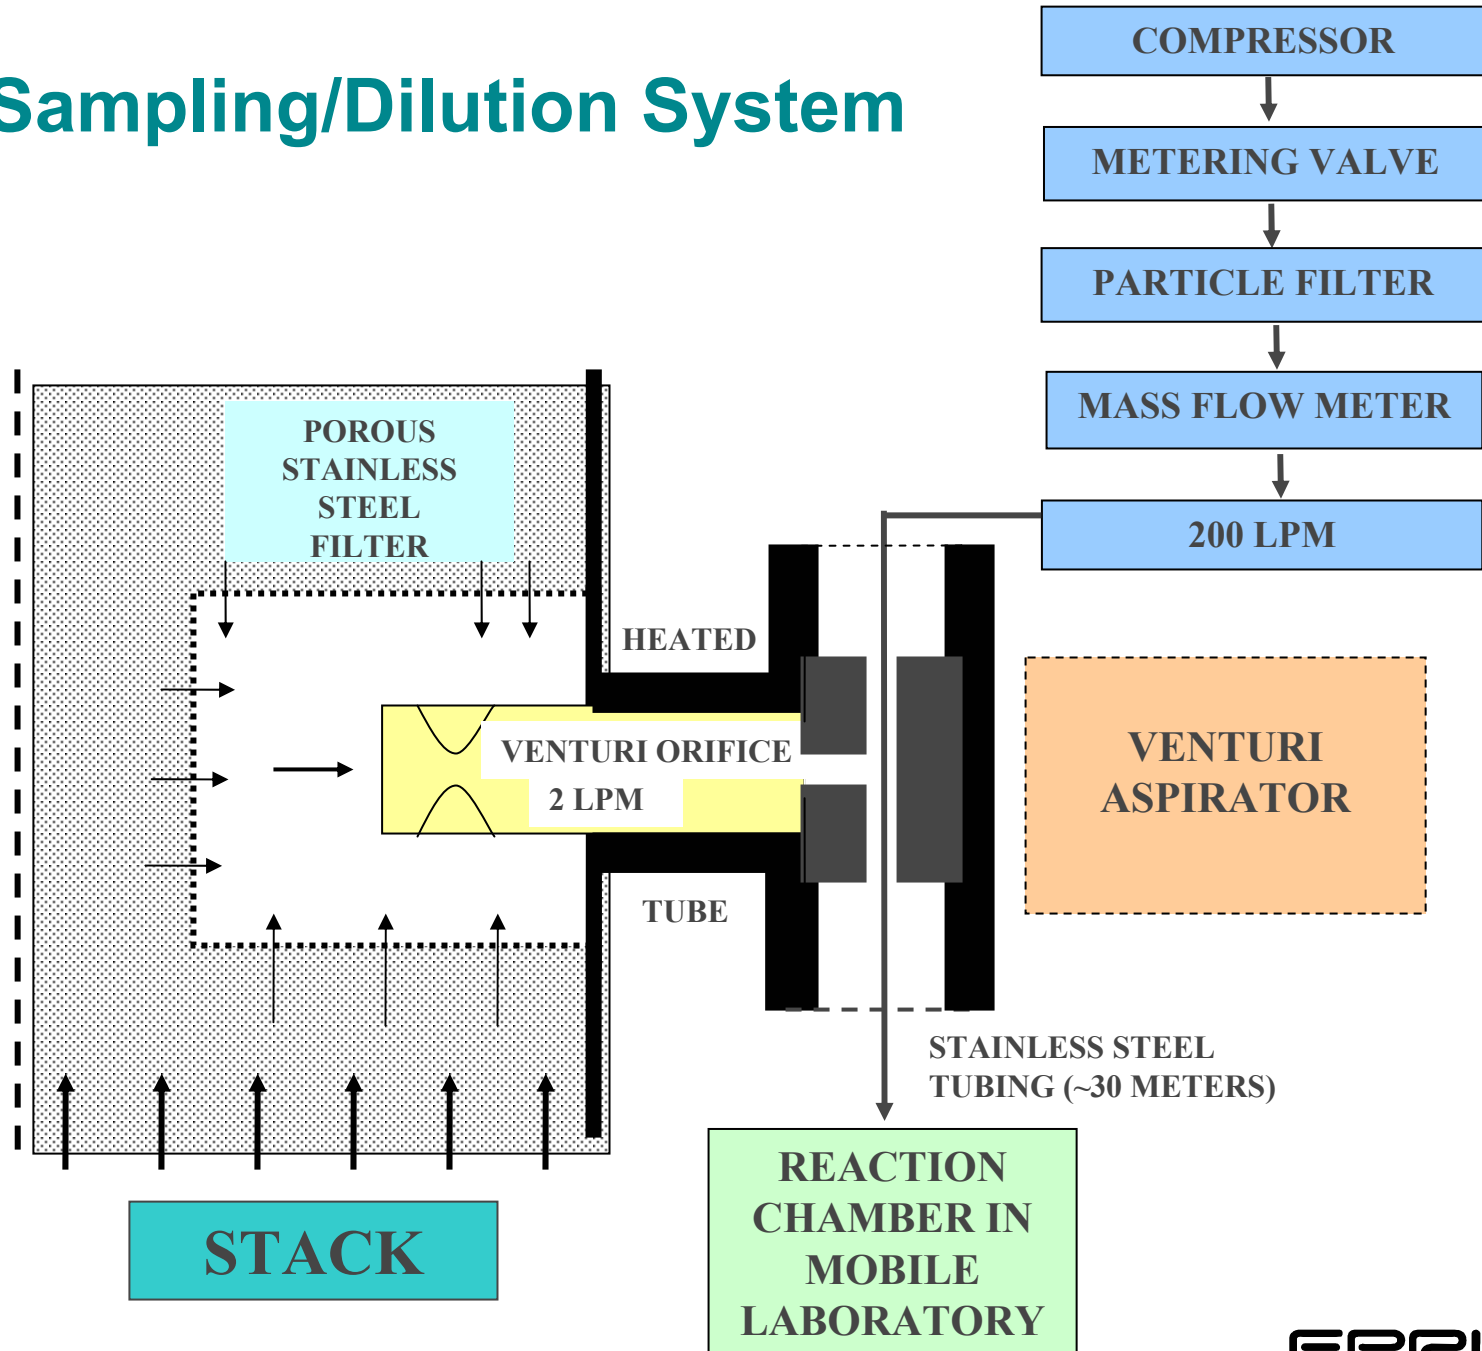 Sampling/Dilution System
COMPRESSOR
METERING VALVE
PARTICLE FILTER
MASS FLOW METER
200 LPM
POROUS
STAINLESS
STEEL
FILTER
HEATED
VENTURI ORIFICE
2 LPM
TUBE
VENTURI
ASPIRATOR
STAINLESS STEEL
TUBING (~30 METERS)
REACTION
CHAMBER IN
MOBILE
LABORATORY
STACK
EPRI